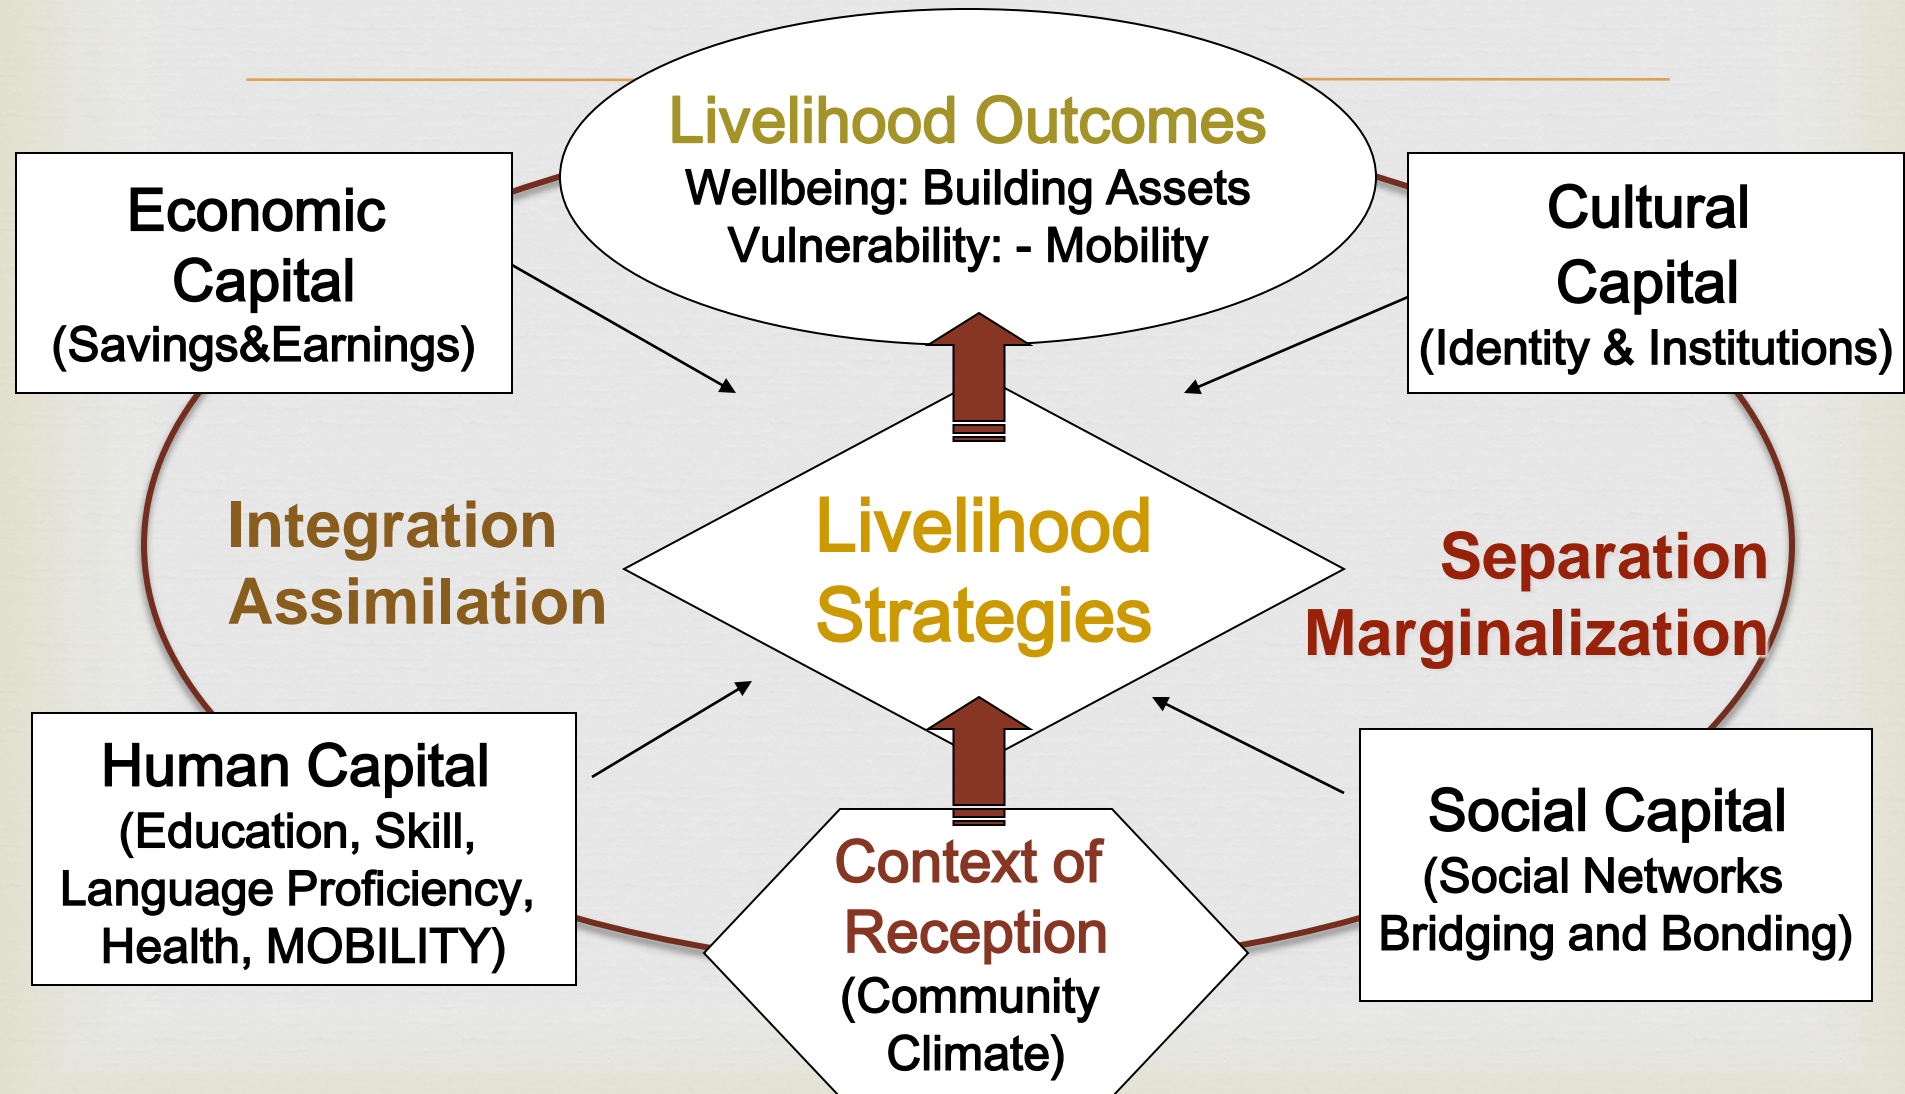 Livelihood Outcomes
Wellbeing: Building Assets
Vulnerability: - Mobility
Economic
Capital
(Savings&Earnings)
Cultural
Capital
(Identity & Institutions)
Integration
Assimilation
Livelihood
Strategies
Separation
Marginalization
Human Capital
(Education, Skill,
Language Proficiency,
Health, MOBILITY)
Context of
Reception
(Community
Climate)
Social Capital
(Social Networks
Bridging and Bonding)